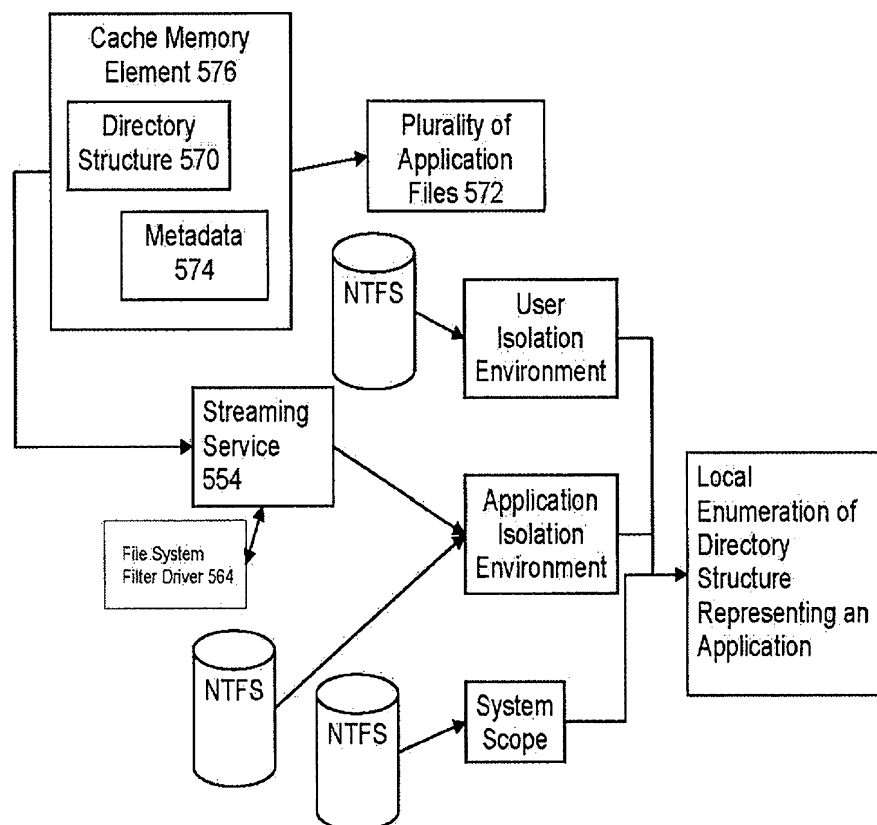 Cache Memory
Element 576
Directory
Structure 570
Metadata
574
Plurality of
Application
Files 572
NTFS
User
Isolation
Environment
Streaming
Service
554
File System
Filter Driver 564
Application
Isolation
Environment
Local
Enumeration of
Directory
Structure
Representing an
Application
NTFS
NTFS
System
Scope